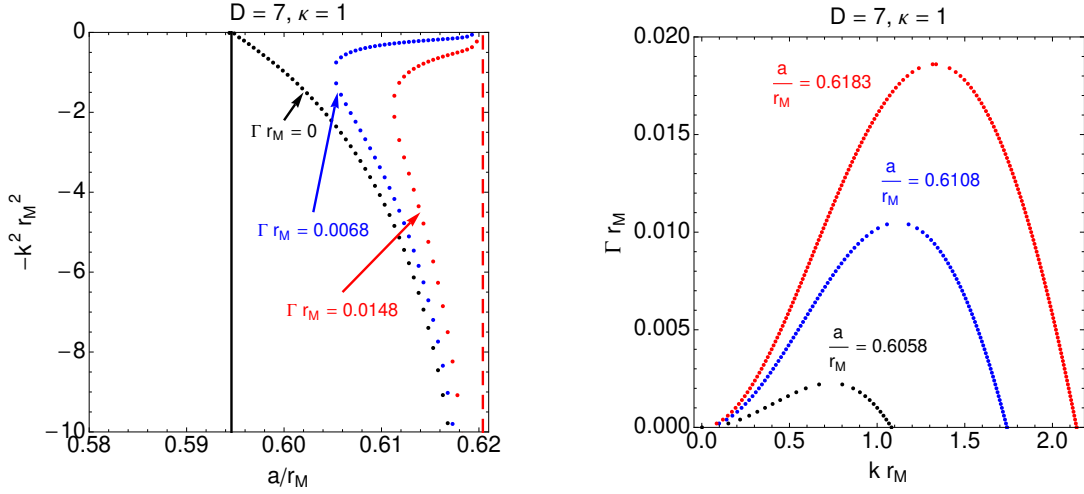 D = 7, κ = 1
0
−2
−4
−6
−8
−10
0.58
0.59
0.60
0.61
0.62
a/r_M
−k² r_M²
Γ r_M = 0
Γ r_M = 0.0068
Γ r_M = 0.0148
D = 7, κ = 1
0.020
0.015
0.010
0.005
0.000
0.0
0.5
1.0
1.5
2.0
k r_M
Γ r_M
a/r_M = 0.6183
a/r_M = 0.6108
a/r_M = 0.6058